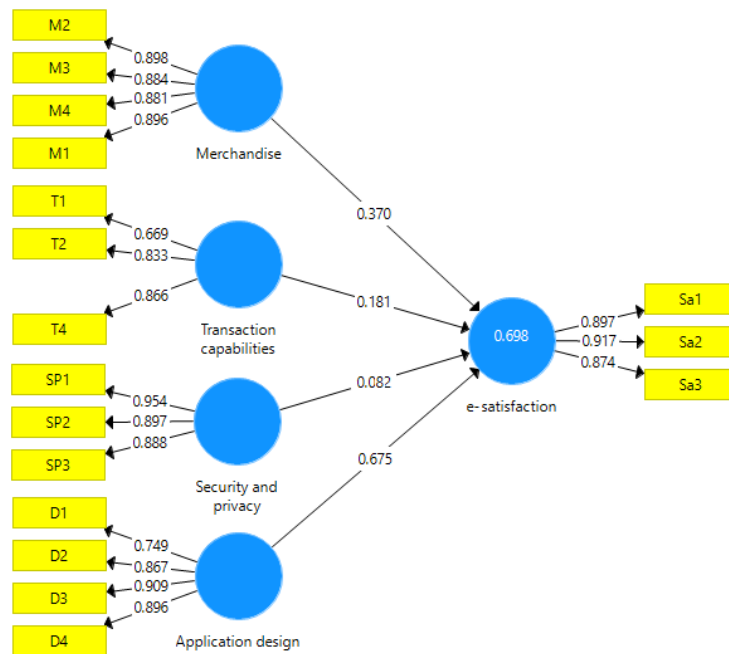 M2
0.898
M3
0.884
M4
0.881
M1
0.896
Merchandise
0.370
T1
0.669
T2
0.833
T4
0.866
Transaction
capabilities
0.181
SP1
0.954
SP2
0.897
SP3
0.888
Security and
privacy
0.082
D1
0.749
D2
0.867
D3
0.909
D4
0.896
Application design
0.675
0.698
e-satisfaction
Sa1
0.897
Sa2
0.917
Sa3
0.874